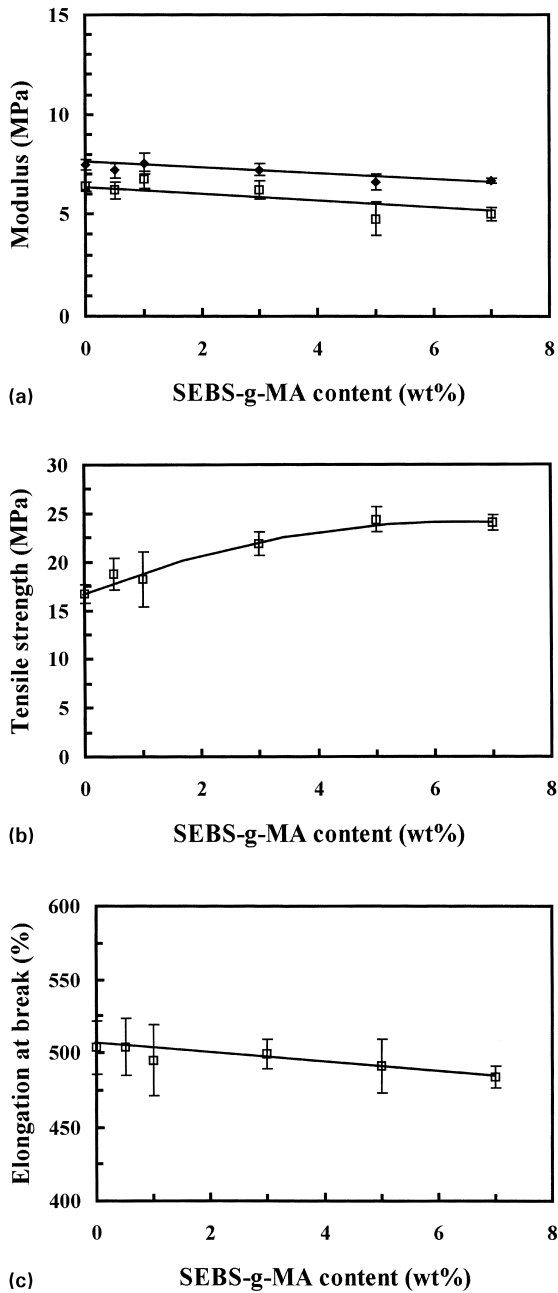 15
10
5
0
Modulus (MPa)
0 2 4 6 8
(a) SEBS-g-MA content (wt%)
30
25
20
15
10
5
0
Tensile strength (MPa)
0 2 4 6 8
(b) SEBS-g-MA content (wt%)
600
550
500
450
400
Elongation at break (%)
0 2 4 6 8
(c) SEBS-g-MA content (wt%)